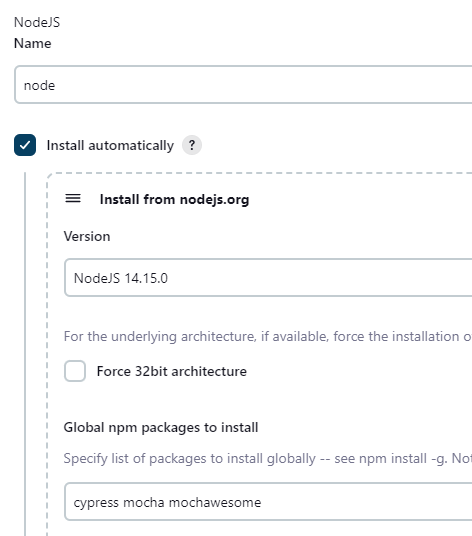 NodeJS
Name
node
Install automatically ?
Install from nodejs.org
Version
NodeJS 14.15.0
For the underlying architecture, if available, force the installation o
Force 32bit architecture
Global npm packages to install
Specify list of packages to install globally -- see npm install -g. Not
cypress mocha mochawesome